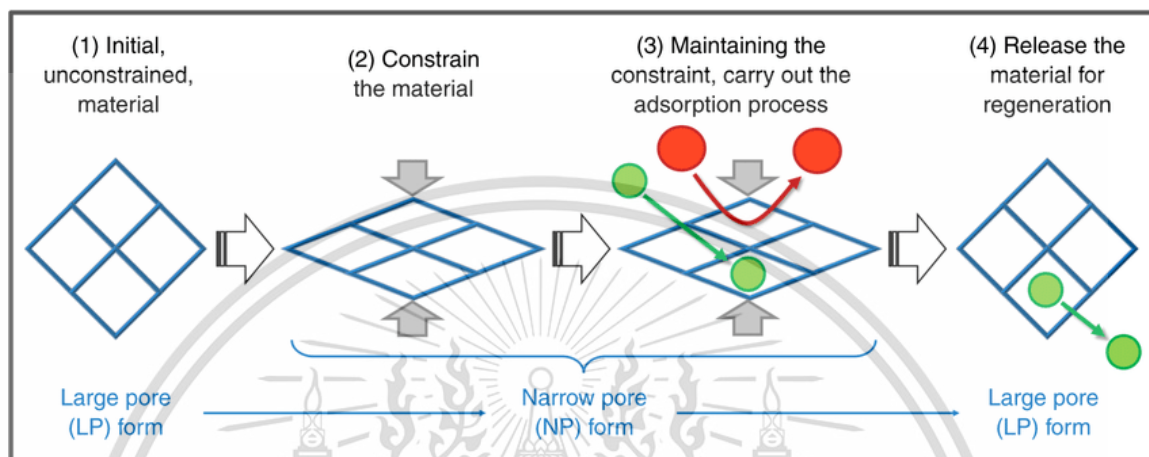 (1) Initial,
unconstrained,
material
(2) Constrain
the material
(3) Maintaining the
constraint, carry out the
adsorption process
(4) Release the
material for
regeneration
Large pore
(LP) form
Narrow pore
(NP) form
Large pore
(LP) form